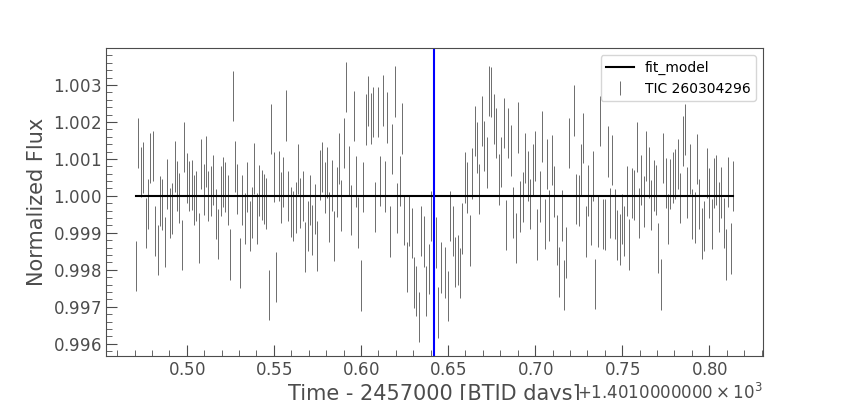 fit_model
TIC 260304296
1.003
1.002
1.001
1.000
0.999
0.998
0.997
0.996
Normalized Flux
0.50 0.55 0.60 0.65 0.70 0.75 0.80
Time - 2457000 [BTJD days]
+1.4010000000 × 10³